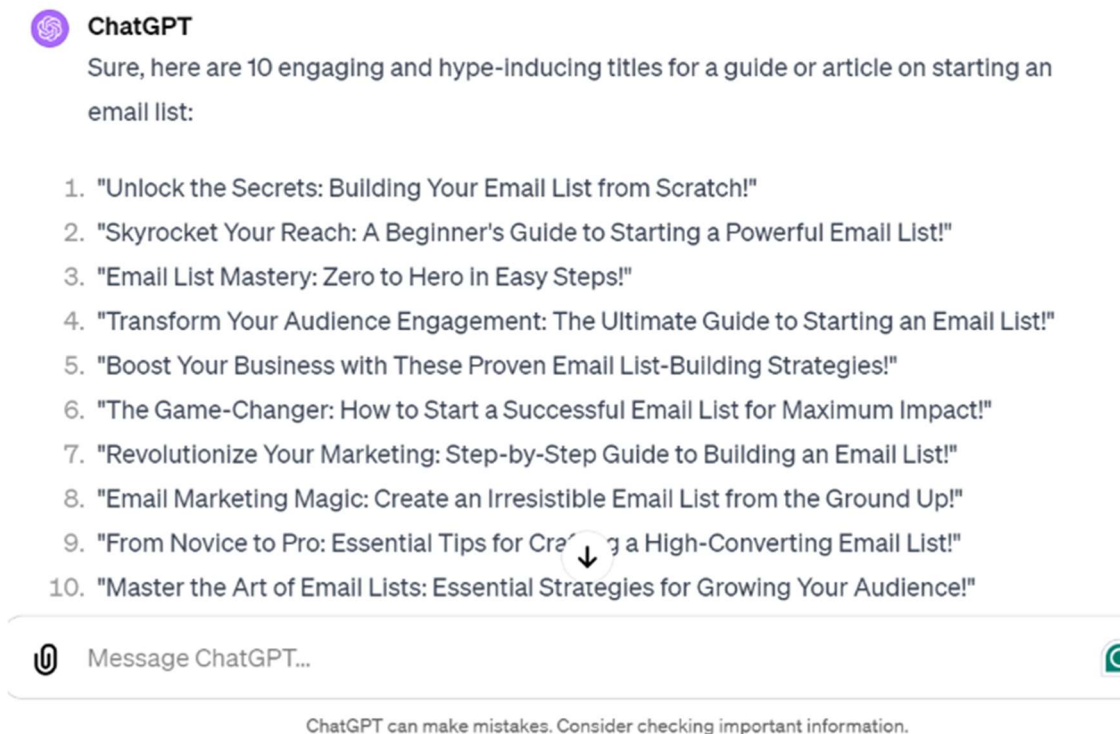 ChatGPT
Sure, here are 10 engaging and hype-inducing titles for a guide or article on starting an
email list:
1. "Unlock the Secrets: Building Your Email List from Scratch!"
2. "Skyrocket Your Reach: A Beginner's Guide to Starting a Powerful Email List!"
3. "Email List Mastery: Zero to Hero in Easy Steps!"
4. "Transform Your Audience Engagement: The Ultimate Guide to Starting an Email List!"
5. "Boost Your Business with These Proven Email List-Building Strategies!"
6. "The Game-Changer: How to Start a Successful Email List for Maximum Impact!"
7. "Revolutionize Your Marketing: Step-by-Step Guide to Building an Email List!"
8. "Email Marketing Magic: Create an Irresistible Email List from the Ground Up!"
9. "From Novice to Pro: Essential Tips for a High-Converting Email List!"
10. "Master the Art of Email Lists: Essential Strategies for Growing Your Audience!"
Message ChatGPT...
ChatGPT can make mistakes. Consider checking important information.